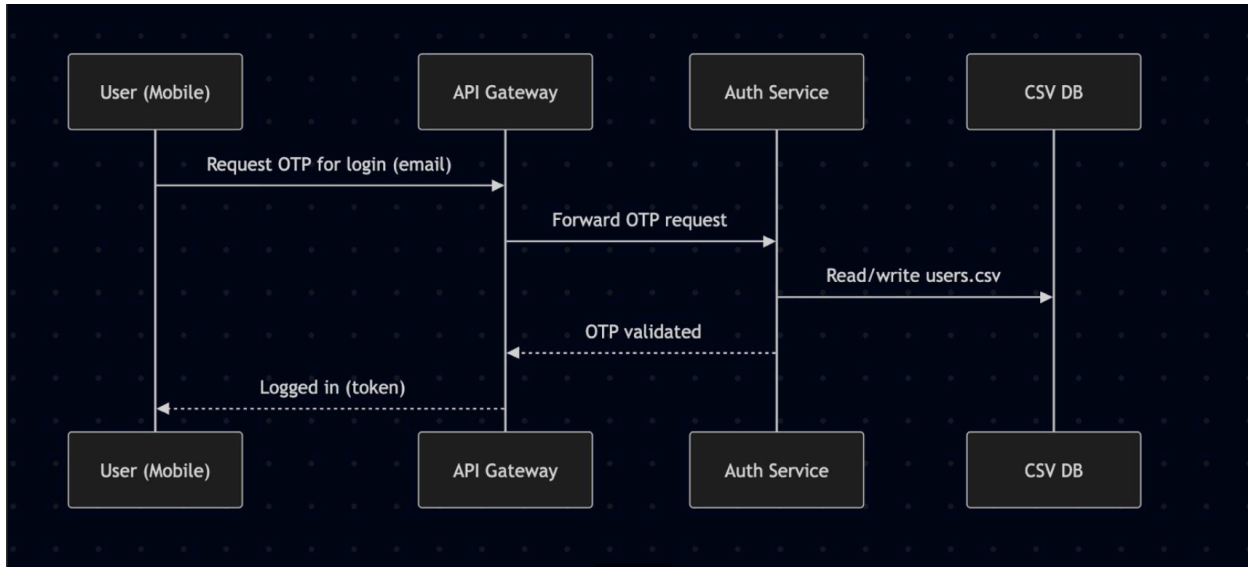 User (Mobile)
API Gateway
Auth Service
CSV DB
Request OTP for login (email)
Forward OTP request
Read/write users.csv
OTP validated
Logged in (token)
User (Mobile)
API Gateway
Auth Service
CSV DB